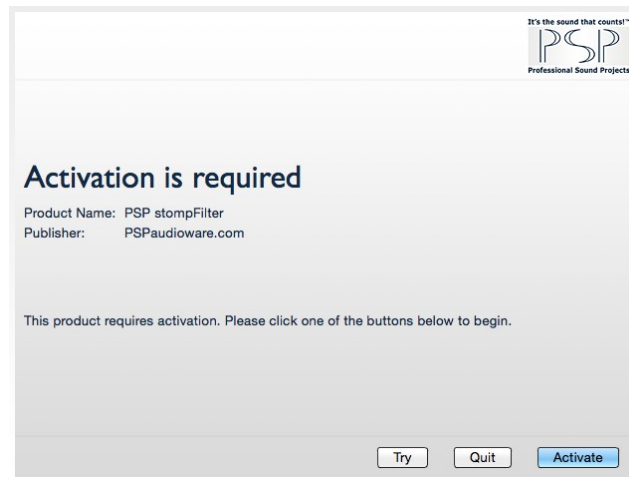 It's the sound that counts!™
PSP
Professional Sound Projects
Activation is required
Product Name: PSP stompFilter
Publisher: PSPaudioware.com
This product requires activation. Please click one of the buttons below to begin.
Try Quit Activate